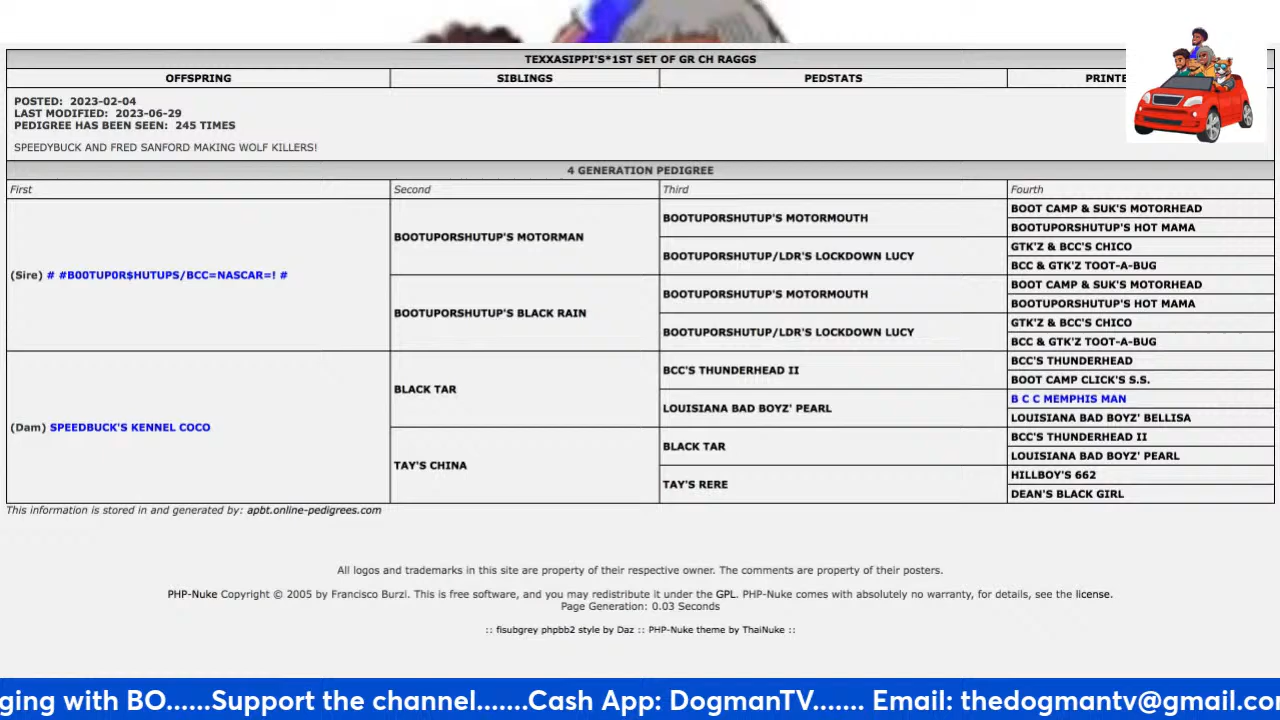 TEXXASIPPI'S*1ST SET OF GR CH RAGGS
OFFSPRING SIBLINGS PEDSTATS PRINTE
POSTED: 2023-02-04
LAST MODIFIED: 2023-06-29
PEDIGREE HAS BEEN SEEN: 245 TIMES
SPEEDYBUCK AND FRED SANFORD MAKING WOLF KILLERS!
4 GENERATION PEDIGREE
First Second Third Fourth
BOOT CAMP & SUK'S MOTORHEAD
BOOTUPORSHUTUP'S MOTORMOUTH
BOOTUPORSHUTUP'S HOT MAMA
BOOTUPORSHUTUP'S MOTORMAN
GTK'Z & BCC'S CHICO
BOOTUPORSHUTUP/LDR'S LOCKDOWN LUCY
BCC & GTK'Z TOOT-A-BUG
(Sire) # #B00TUP0R$HUTUPS/BCC=NASCAR=! #
BOOT CAMP & SUK'S MOTORHEAD
BOOTUPORSHUTUP'S MOTORMOUTH
BOOTUPORSHUTUP'S HOT MAMA
BOOTUPORSHUTUP'S BLACK RAIN
GTK'Z & BCC'S CHICO
BOOTUPORSHUTUP/LDR'S LOCKDOWN LUCY
BCC & GTK'Z TOOT-A-BUG
BCC'S THUNDERHEAD
BCC'S THUNDERHEAD II
BOOT CAMP CLICK'S S.S.
BLACK TAR
B C C MEMPHIS MAN
LOUISIANA BAD BOYZ' PEARL
LOUISIANA BAD BOYZ' BELLISA
(Dam) SPEEDBUCK'S KENNEL COCO
BCC'S THUNDERHEAD II
BLACK TAR
LOUISIANA BAD BOYZ' PEARL
TAY'S CHINA
HILLBOY'S 662
TAY'S RERE
DEAN'S BLACK GIRL
This information is stored in and generated by: apbt.online-pedigrees.com
All logos and trademarks in this site are property of their respective owner. The comments are property of their posters.
PHP-Nuke Copyright © 2005 by Francisco Burzi. This is free software, and you may redistribute it under the GPL. PHP-Nuke comes with absolutely no warranty, for details, see the license.
Page Generation: 0.03 Seconds
:: fisubgrey phpbb2 style by Daz :: PHP-Nuke theme by ThaiNuke ::
ging with BO......Support the channel.......Cash App: DogmanTV....... Email: thedogmantv@gmail.co